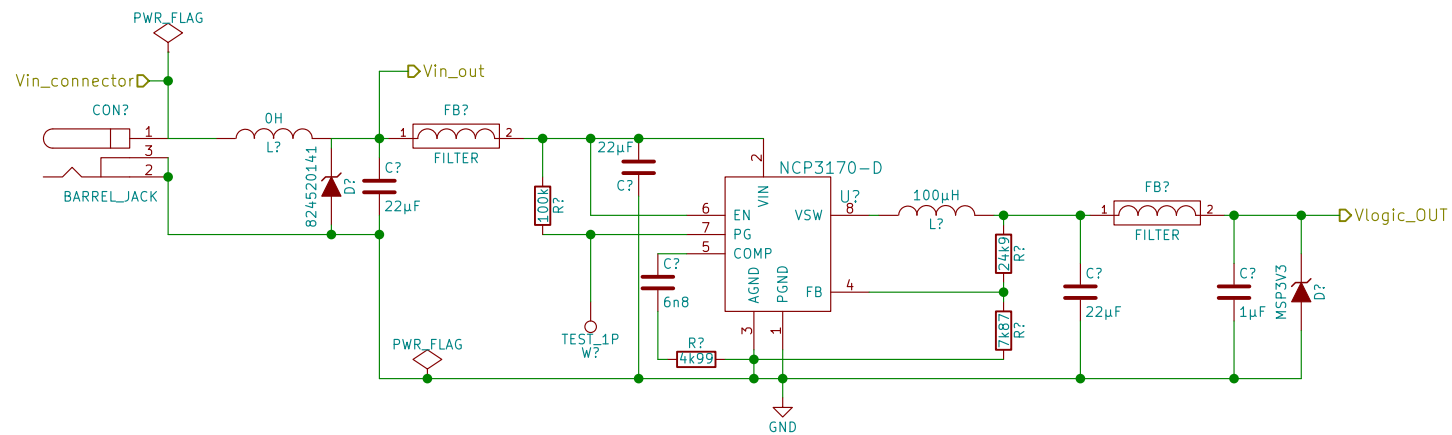 PWR_FLAG
Vin_connector
Vin_out
CON?
1
3
2
BARREL_JACK
0H
L?
824520141
D?
C?
22µF
FB?
1
2
FILTER
100k
R?
22µF
C?
NCP3170-D
U?
2
VIN
6
EN
7
PG
5
COMP
VSW
8
FB
4
AGND
3
PGND
1
C?
6n8
TEST_1P
W?
R?
4k99
PWR_FLAG
GND
100µH
L?
24k9
R?
7k87
R?
C?
22µF
FB?
1
2
FILTER
C?
1µF
MSP3V3
D?
Vlogic_OUT